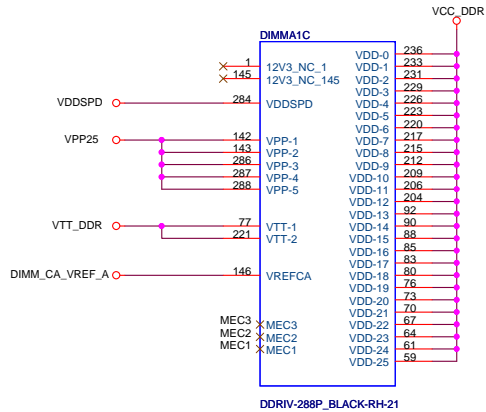 VCC_DDR
DIMMA1C
1 12V3_NC_1
145 12V3_NC_145
VDDSPD 284 VDDSPD
VPP25 142 VPP-1
143 VPP-2
286 VPP-3
287 VPP-4
288 VPP-5
VTT_DDR 77 VTT-1
221 VTT-2
DIMM_CA_VREF_A 146 VREFCA
MEC3 MEC3
MEC2 MEC2
MEC1 MEC1
VDD-0 236
VDD-1 233
VDD-2 231
VDD-3 229
VDD-4 226
VDD-5 223
VDD-6 220
VDD-7 217
VDD-8 215
VDD-9 212
VDD-10 209
VDD-11 206
VDD-12 204
VDD-13 92
VDD-14 90
VDD-15 88
VDD-16 85
VDD-17 83
VDD-18 80
VDD-19 76
VDD-20 73
VDD-21 70
VDD-22 67
VDD-23 64
VDD-24 61
VDD-25 59
DDRIV-288P_BLACK-RH-21